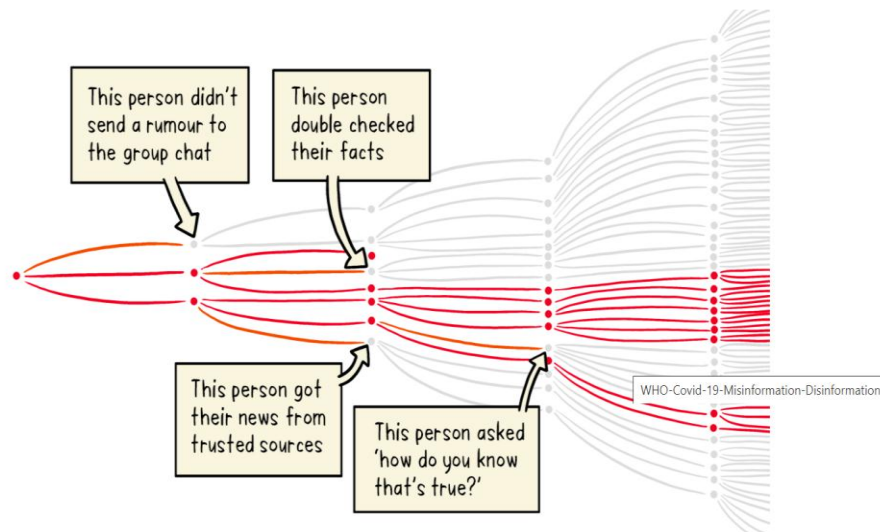 This person didn't
send a rumour to
the group chat
This person
double checked
their facts
This person got
their news from
trusted sources
This person asked
'how do you know
that's true?'
WHO-Covid-19-Misinformation-Disinformation